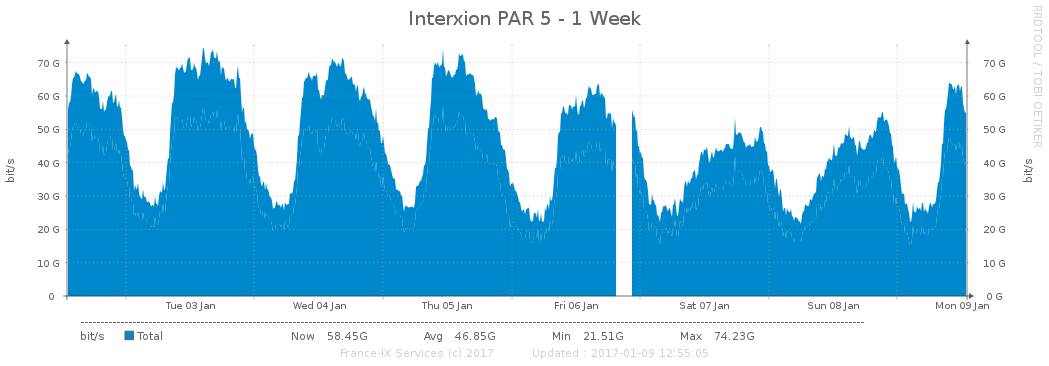 Interxion PAR 5 - 1 Week
RRDTOOL / TOBI OETIKER
bit/s
bit/s
70 G 70 G
60 G 60 G
50 G 50 G
40 G 40 G
30 G 30 G
20 G 20 G
10 G 10 G
0 0 G
Tue 03 Jan Wed 04 Jan Thu 05 Jan Fri 06 Jan Sat 07 Jan Sun 08 Jan Mon 09 Jan
bit/s Total Now 58.45G Avg 46.85G Min 21.51G Max 74.23G
France-IX Services (c) 2017 Updated : 2017-01-09 12:55:05